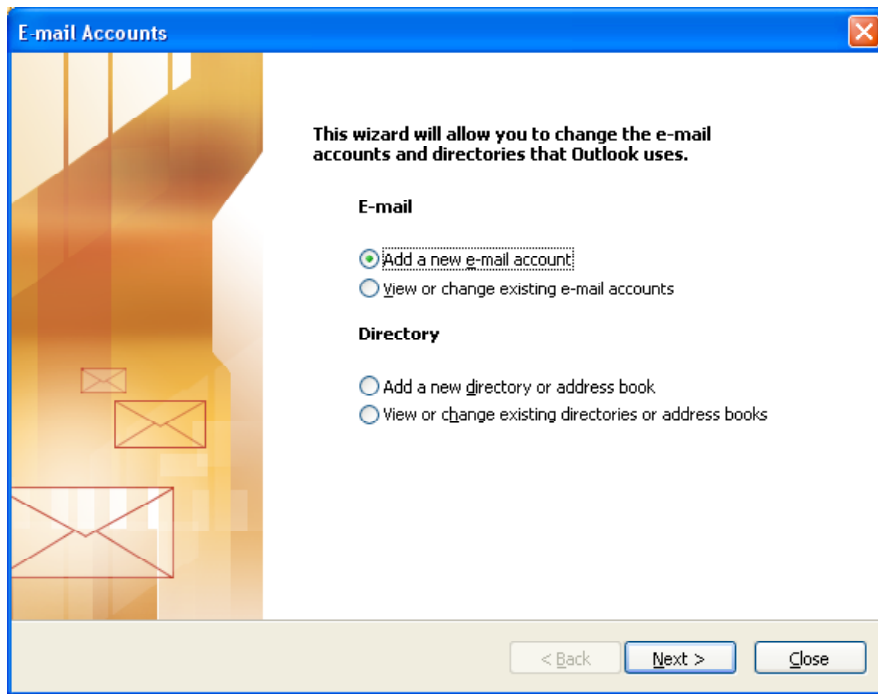 E-mail Accounts
This wizard will allow you to change the e-mail
accounts and directories that Outlook uses.
E-mail
Add a new e-mail account
View or change existing e-mail accounts
Directory
Add a new directory or address book
View or change existing directories or address books
< Back Next > Close